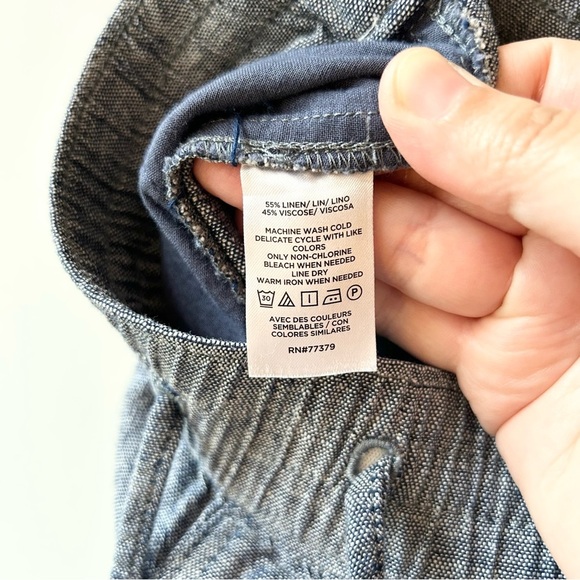 55% LINEN/ LIN/ LINO
45% VISCOSE/ VISCOSA
MACHINE WASH COLD
DELICATE CYCLE WITH LIKE
COLORS
ONLY NON-CHLORINE
BLEACH WHEN NEEDED
LINE DRY
WARM IRON WHEN NEEDED
30 P
AVEC DES COULEURS
SEMBLABLES / CON
COLORES SIMILARES
RN#77379